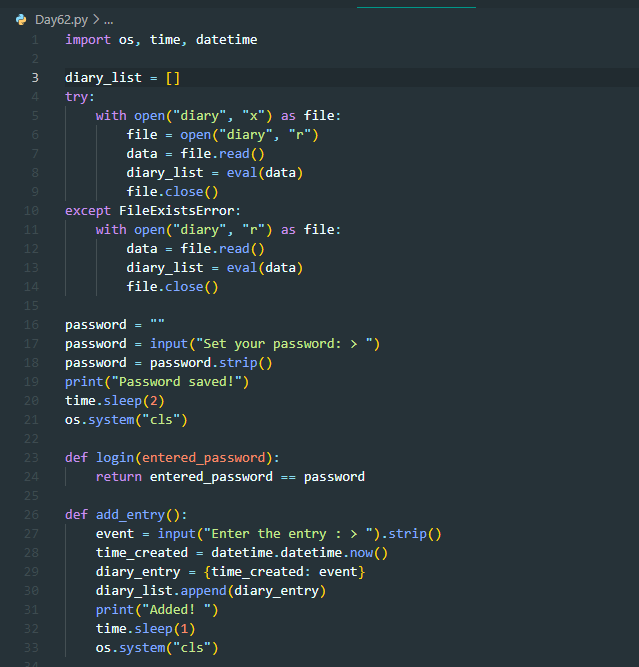 Day62.py > ...
1 import os, time, datetime
2
3 diary_list = []
4 try:
5     with open("diary", "x") as file:
6         file = open("diary", "r")
7         data = file.read()
8         diary_list = eval(data)
9         file.close()
10 except FileExistsError:
11     with open("diary", "r") as file:
12         data = file.read()
13         diary_list = eval(data)
14         file.close()
15
16 password = ""
17 password = input("Set your password: > ")
18 password = password.strip()
19 print("Password saved!")
20 time.sleep(2)
21 os.system("cls")
22
23 def login(entered_password):
24     return entered_password == password
25
26 def add_entry():
27     event = input("Enter the entry : > ").strip()
28     time_created = datetime.datetime.now()
29     diary_entry = {time_created: event}
30     diary_list.append(diary_entry)
31     print("Added! ")
32     time.sleep(1)
33     os.system("cls")
34